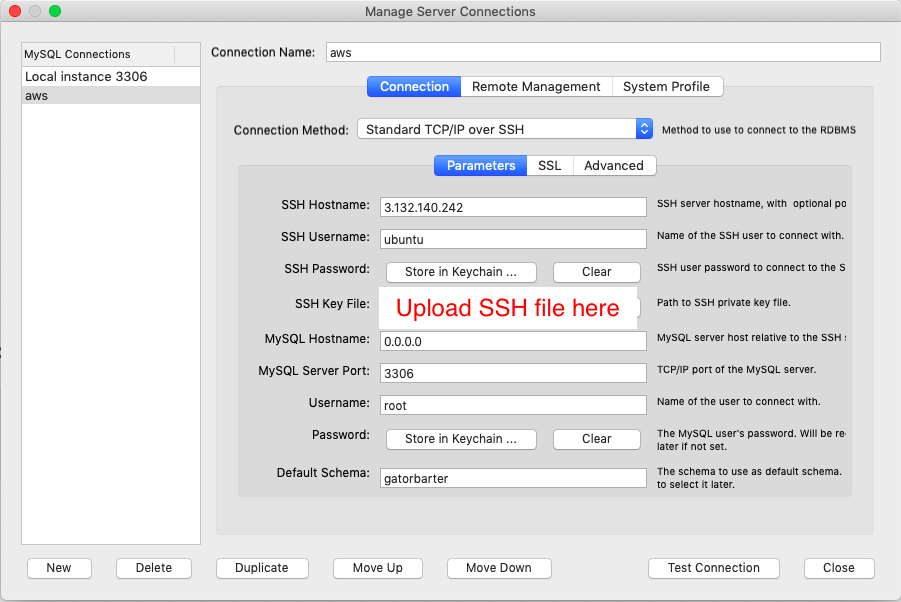 Manage Server Connections
MySQL Connections
Local instance 3306
aws
Connection Name: aws
Connection Remote Management System Profile
Connection Method: Standard TCP/IP over SSH Method to use to connect to the RDBMS
Parameters SSL Advanced
SSH Hostname: 3.132.140.242 SSH server hostname, with optional po
SSH Username: ubuntu Name of the SSH user to connect with.
SSH Password: Store in Keychain ... Clear SSH user password to connect to the S
SSH Key File: Upload SSH file here Path to SSH private key file.
MySQL Hostname: 0.0.0.0 MySQL server host relative to the SSH s
MySQL Server Port: 3306 TCP/IP port of the MySQL server.
Username: root Name of the user to connect with.
Password: Store in Keychain ... Clear The MySQL user's password. Will be re
later if not set.
Default Schema: gatorbarter The schema to use as default schema.
to select it later.
New Delete Duplicate Move Up Move Down Test Connection Close